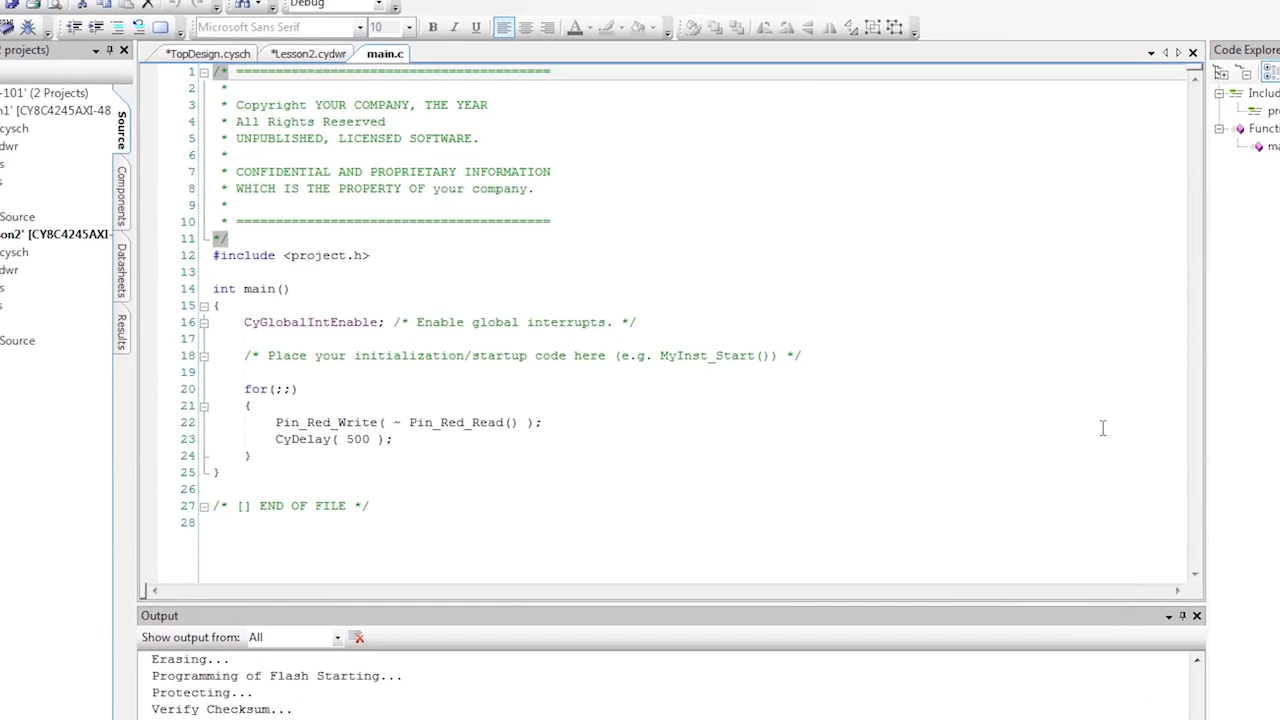 Debug
Microsoft Sans Serif 10 B I U A
2 projects)
*TopDesign.cysch *Lesson2.cydwr main.c
Code Explore
-101' (2 Projects)
n1' [CY8C4245AXI-48
cysch
dwr
s
s
Source
on2' [CY8C4245AXI-
cysch
dwr
s
s
Source
Source
Components
Datasheets
Results
1 /* ========================================
2 *
3 * Copyright YOUR COMPANY, THE YEAR
4 * All Rights Reserved
5 * UNPUBLISHED, LICENSED SOFTWARE.
6 *
7 * CONFIDENTIAL AND PROPRIETARY INFORMATION
8 * WHICH IS THE PROPERTY OF your company.
9 *
10 * ========================================
11 */
12 #include <project.h>
13
14 int main()
15 {
16 CyGlobalIntEnable; /* Enable global interrupts. */
17
18 /* Place your initialization/startup code here (e.g. MyInst_Start()) */
19
20 for(;;)
21 {
22 Pin_Red_Write( ~ Pin_Red_Read() );
23 CyDelay( 500 );
24 }
25 }
26
27 /* [] END OF FILE */
28
Includ
pr
Functi
ma
Output
Show output from: All
Erasing...
Programming of Flash Starting...
Protecting...
Verify Checksum...